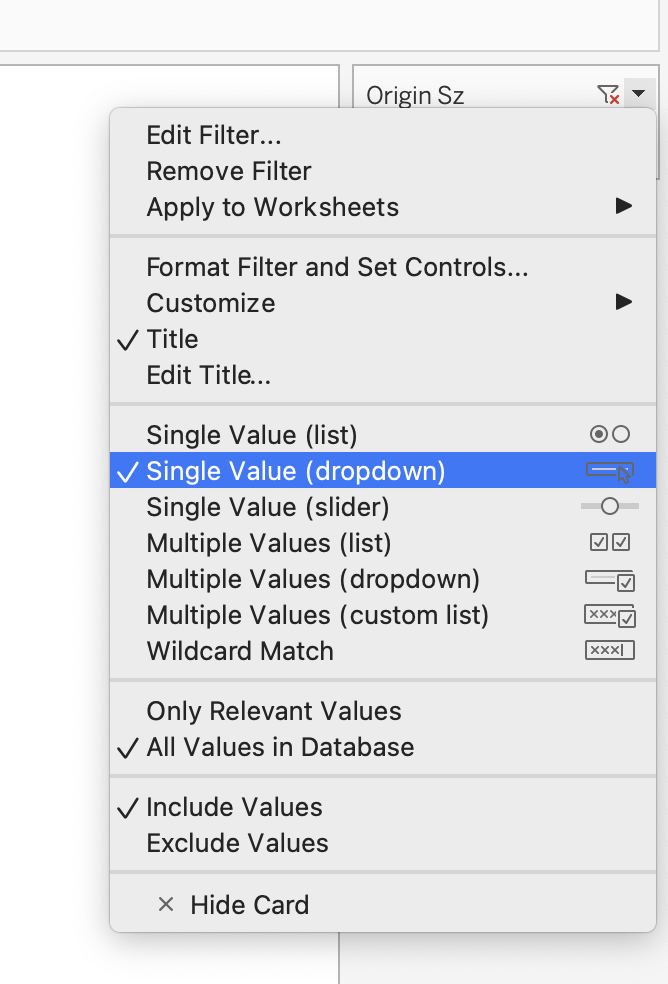 Origin Sz
Edit Filter...
Remove Filter
Apply to Worksheets
Format Filter and Set Controls...
Customize
Title
Edit Title...
Single Value (list)
Single Value (dropdown)
Single Value (slider)
Multiple Values (list)
Multiple Values (dropdown)
Multiple Values (custom list)
Wildcard Match
Only Relevant Values
All Values in Database
Include Values
Exclude Values
Hide Card